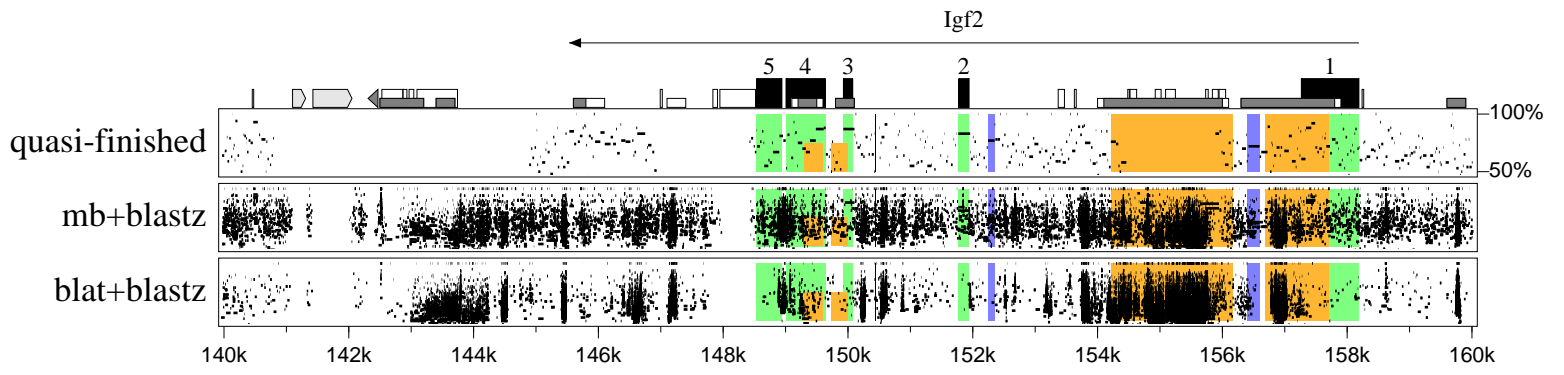 Igf2
5 4 3 2 1
quasi-finished
100%
50%
mb+blastz
blat+blastz
140k 142k 144k 146k 148k 150k 152k 154k 156k 158k 160k